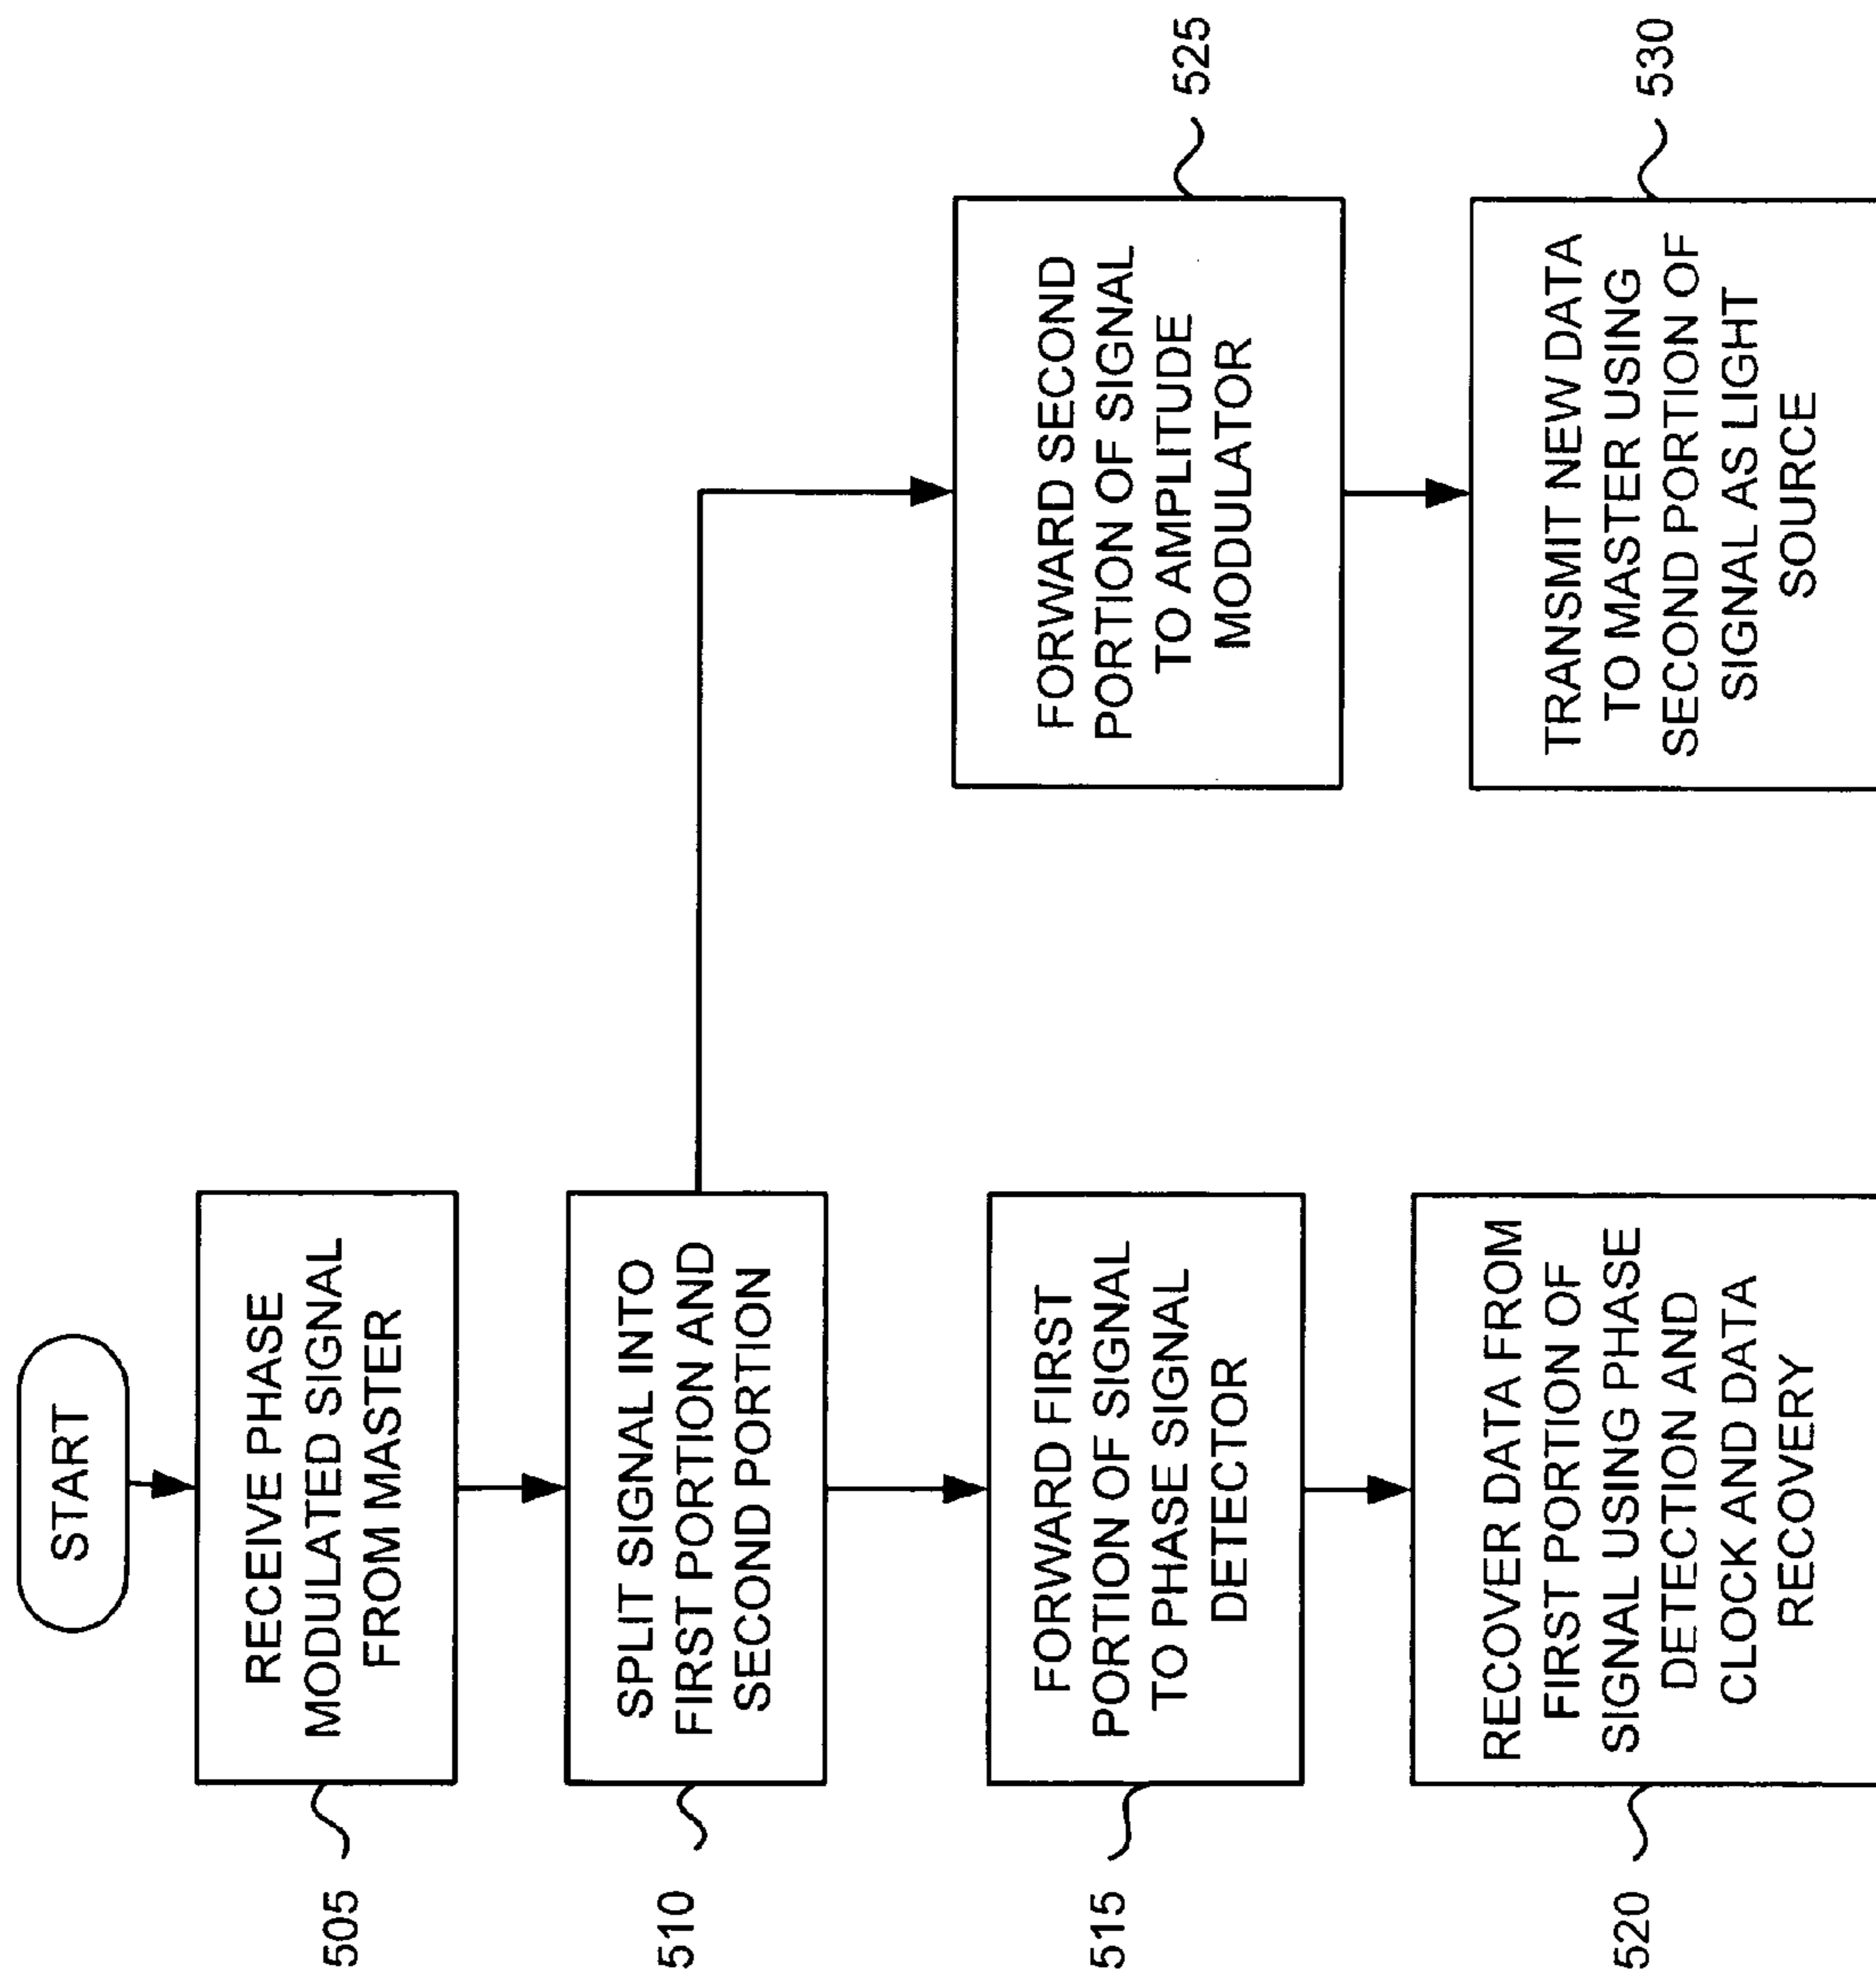 START
RECEIVE PHASE
MODULATED SIGNAL
FROM MASTER
505
SPLIT SIGNAL INTO
FIRST PORTION AND
SECOND PORTION
510
FORWARD FIRST
PORTION OF SIGNAL
TO PHASE SIGNAL
DETECTOR
515
RECOVER DATA FROM
FIRST PORTION OF
SIGNAL USING PHASE
DETECTION AND
CLOCK AND DATA
RECOVERY
520
FORWARD SECOND
PORTION OF SIGNAL
TO AMPLITUDE
MODULATOR
525
TRANSMIT NEW DATA
TO MASTER USING
SECOND PORTION OF
SIGNAL AS LIGHT
SOURCE
530